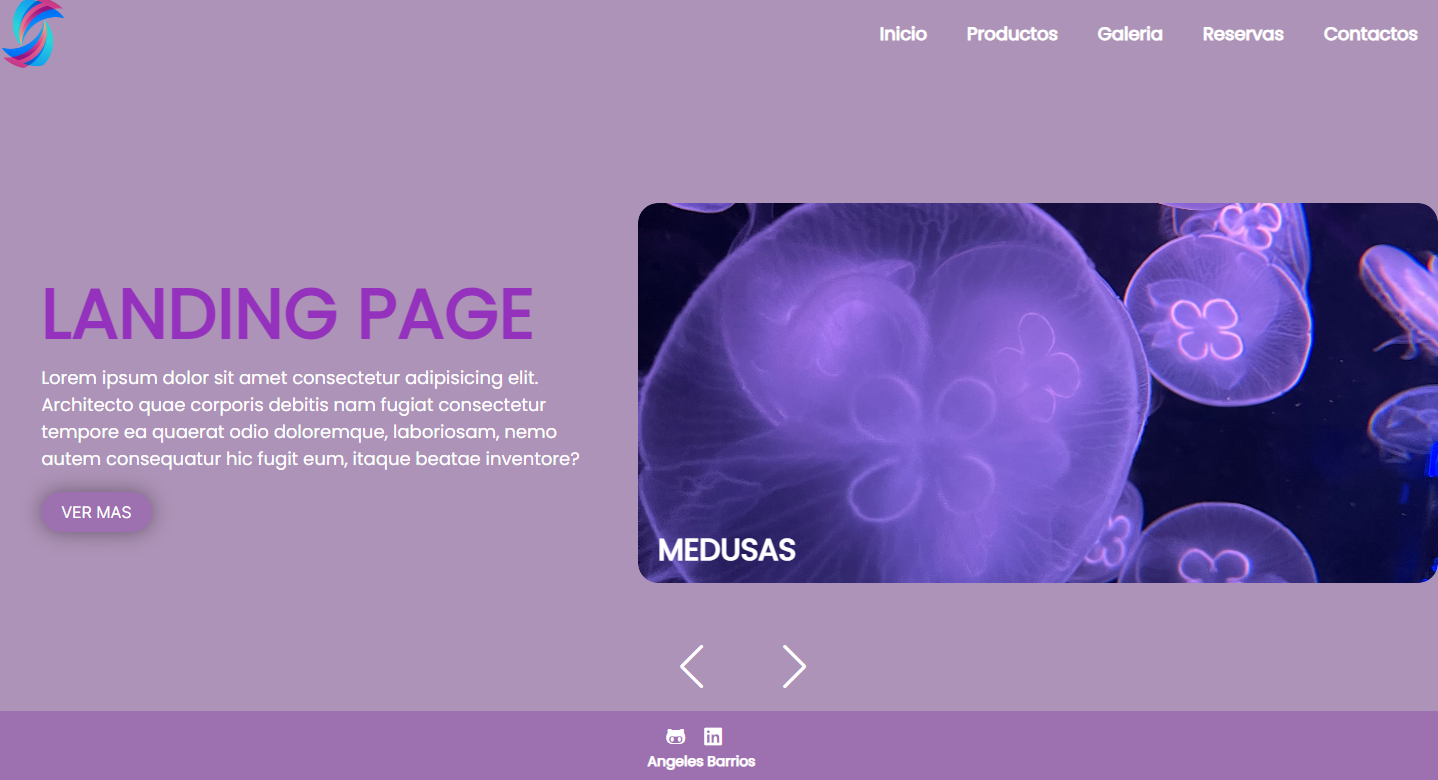 Inicio Productos Galeria Reservas Contactos
LANDING PAGE
Lorem ipsum dolor sit amet consectetur adipisicing elit.
Architecto quae corporis debitis nam fugiat consectetur
tempore ea quaerat odio doloremque, laboriosam, nemo
autem consequatur hic fugit eum, itaque beatae inventore?
VER MAS
MEDUSAS
Angeles Barrios